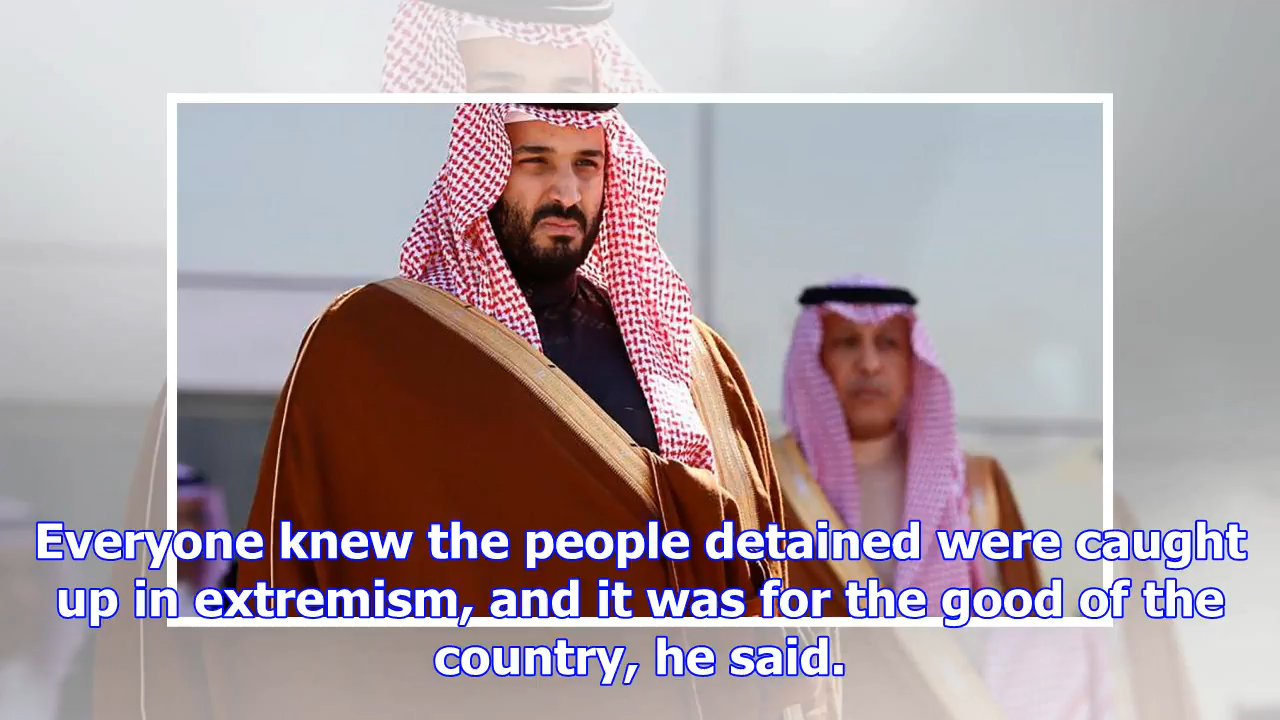 Everyone knew the people detained were caught
up in extremism, and it was for the good of the
country, he said.